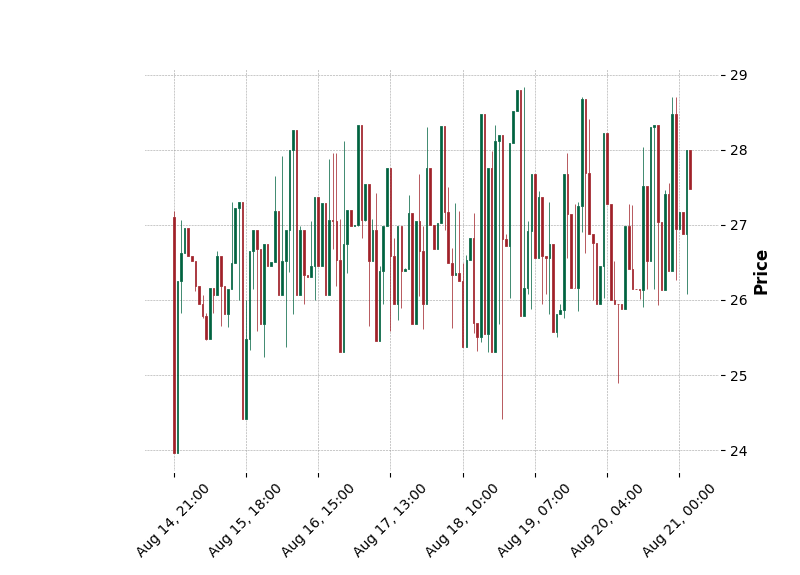 29
28
27
26
25
24
Price
Aug 14, 21:00
Aug 15, 18:00
Aug 16, 15:00
Aug 17, 13:00
Aug 18, 10:00
Aug 19, 07:00
Aug 20, 04:00
Aug 21, 00:00